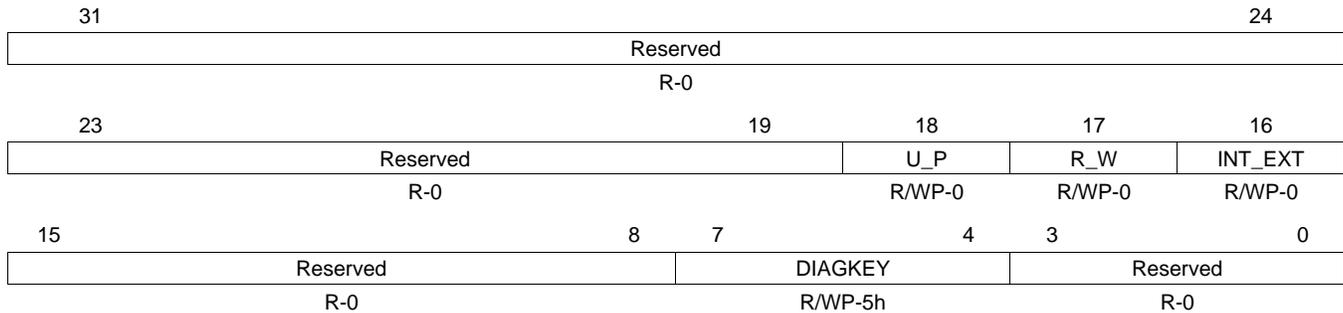 31 24
Reserved
R-0
23 19 18 17 16
Reserved U_P R_W INT_EXT
R-0 R/WP-0 R/WP-0 R/WP-0
15 8 7 4 3 0
Reserved DIAGKEY Reserved
R-0 R/WP-5h R-0